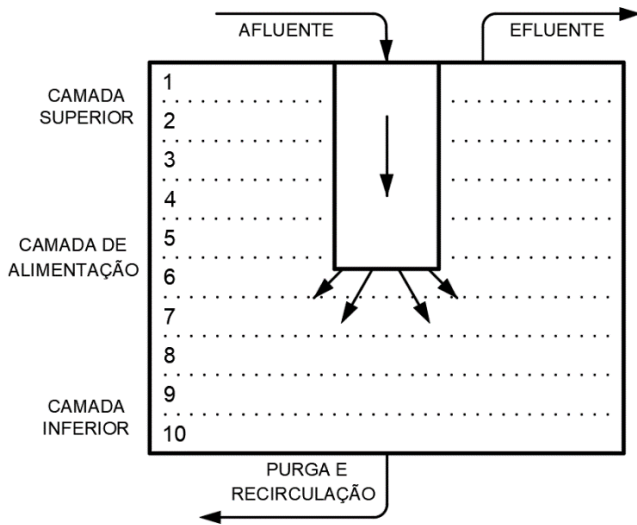 AFLUENTE
EFLUENTE
CAMADA
SUPERIOR
1
2
3
4
5
CAMADA DE
ALIMENTAÇÃO
6
7
8
9
CAMADA
INFERIOR
10
PURGA E
RECIRCULAÇÃO